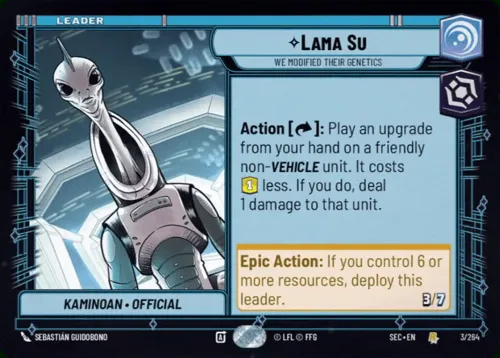 LEADER
✧LAMA SU
WE MODIFIED THEIR GENETICS
Action [↷]: Play an upgrade
from your hand on a friendly
non-VEHICLE unit. It costs
1 less. If you do, deal
1 damage to that unit.
Epic Action: If you control 6 or
more resources, deploy this
leader.
3/7
KAMINOAN • OFFICIAL
SEBASTIÁN GUIDOBONO
A
© LFL © FFG
SEC • EN
3/264